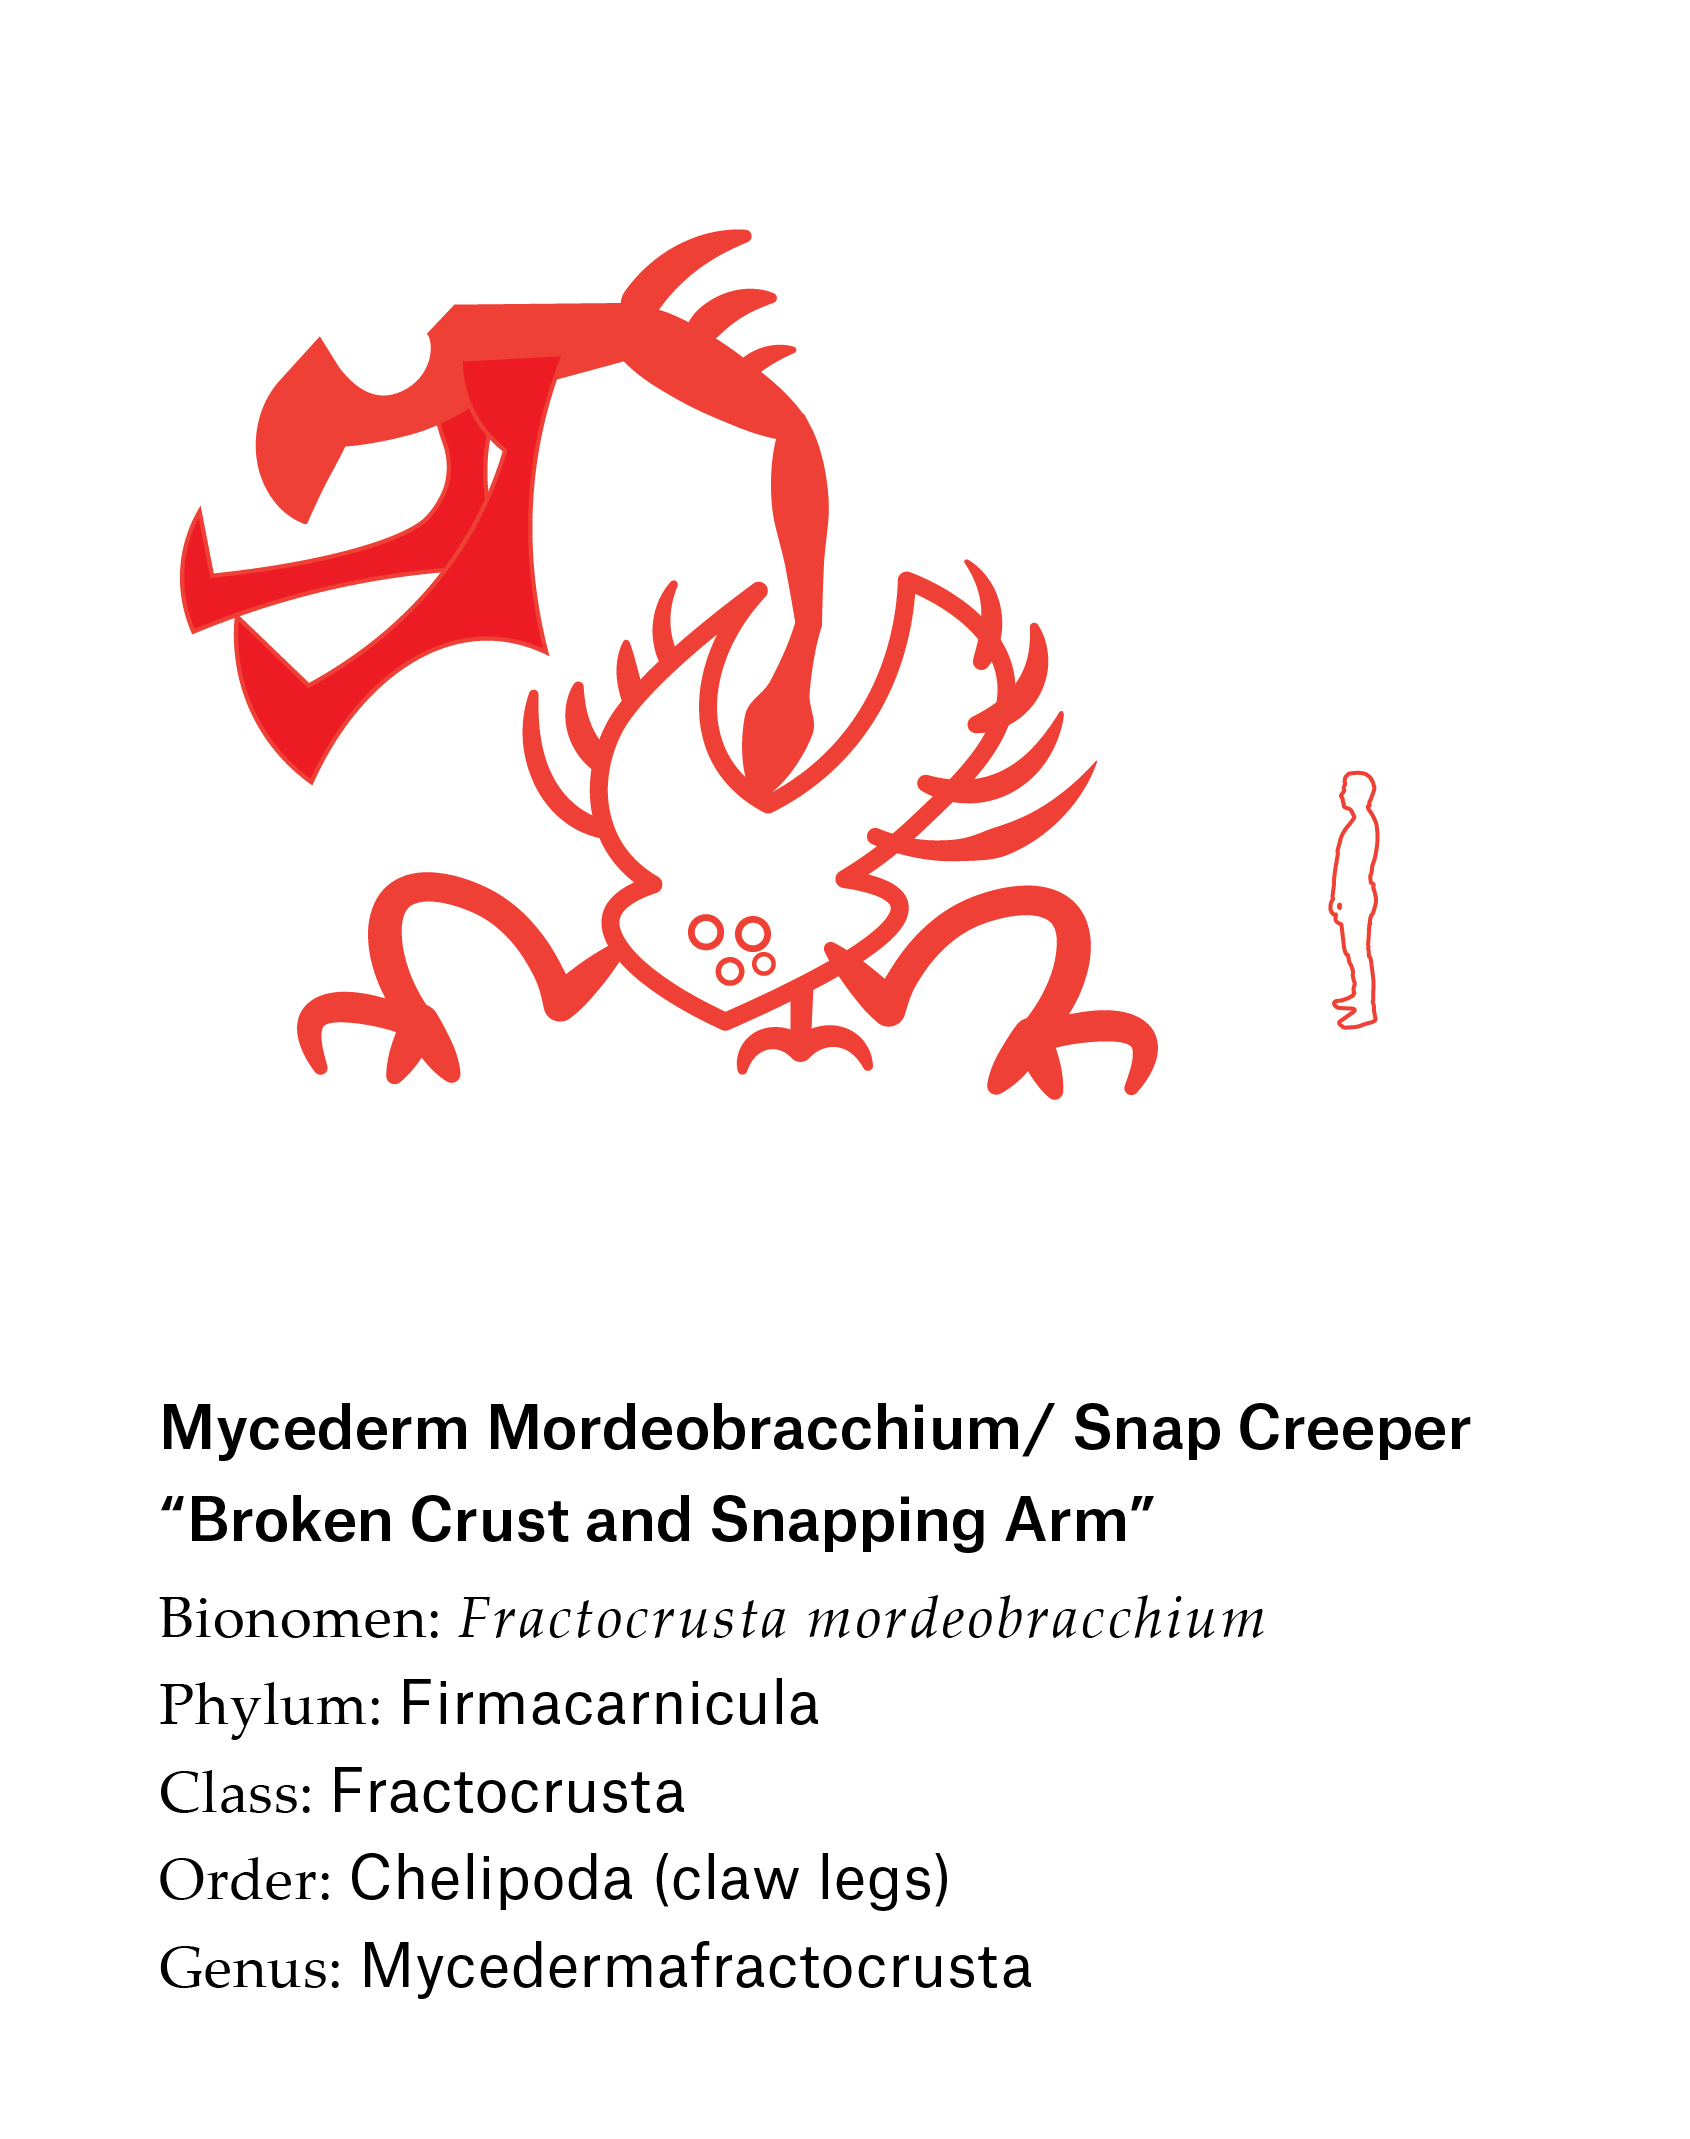 Mycederm Mordeobracchium/ Snap Creeper
“Broken Crust and Snapping Arm”
Bionomen: Fractocrusta mordeobracchium
Phylum: Firmacarnicula
Class: Fractocrusta
Order: Chelipoda (claw legs)
Genus: Mycedermafractocrusta